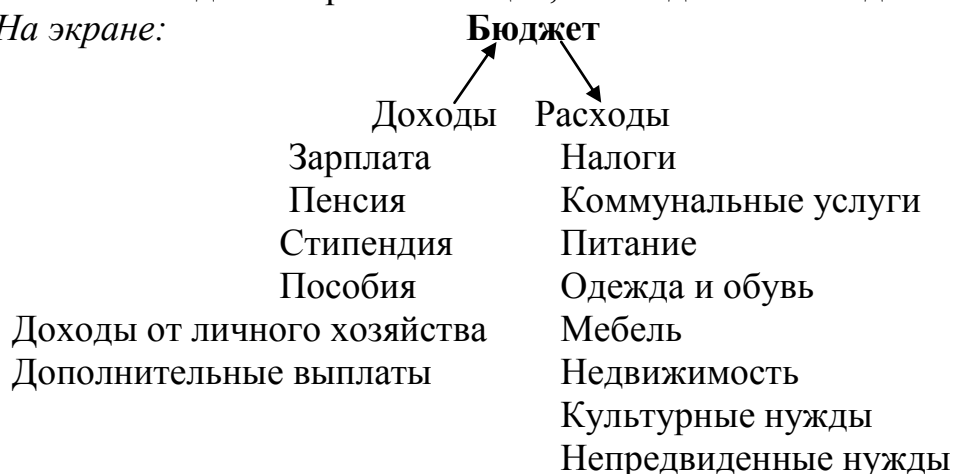 На экране: Бюджет
Доходы Расходы
Зарплата Налоги
Пенсия Коммунальные услуги
Стипендия Питание
Пособия Одежда и обувь
Доходы от личного хозяйства Мебель
Дополнительные выплаты Недвижимость
Культурные нужды
Непредвиденные нужды